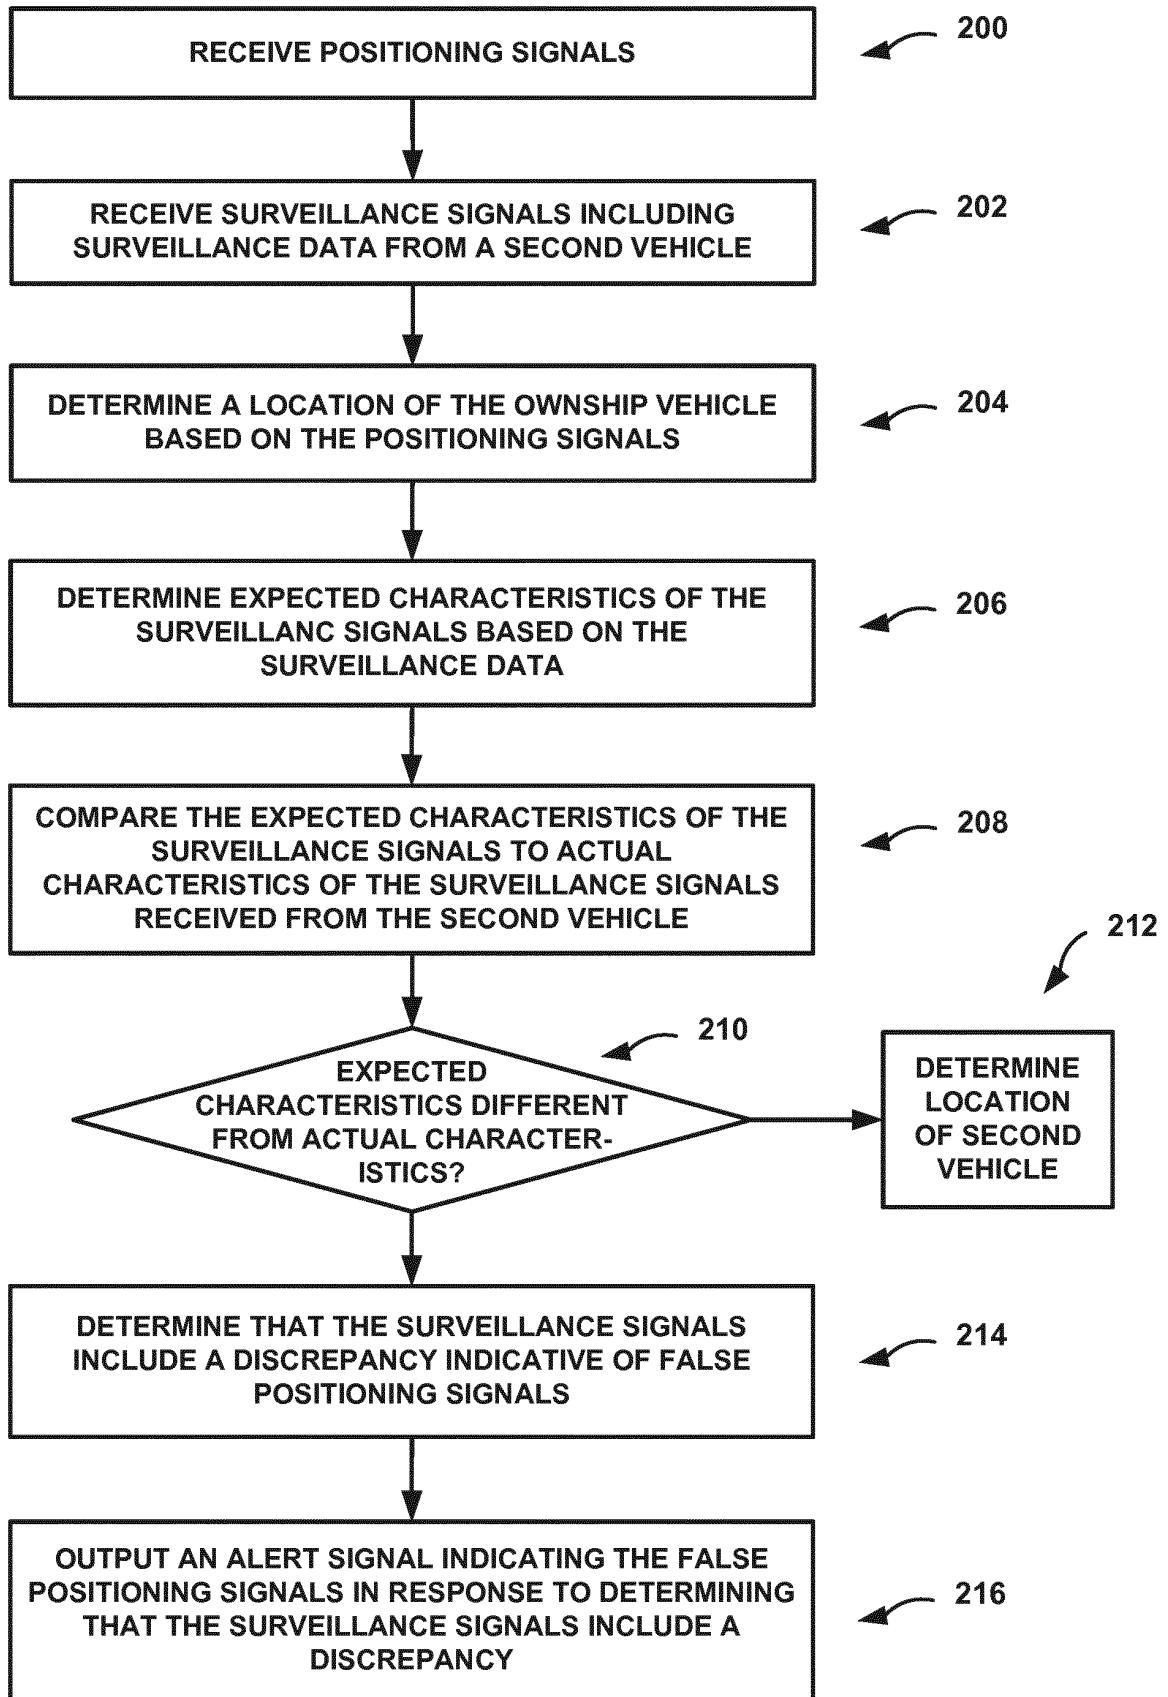 RECEIVE POSITIONING SIGNALS
200
RECEIVE SURVEILLANCE SIGNALS INCLUDING
SURVEILLANCE DATA FROM A SECOND VEHICLE
202
DETERMINE A LOCATION OF THE OWNSHIP VEHICLE
BASED ON THE POSITIONING SIGNALS
204
DETERMINE EXPECTED CHARACTERISTICS OF THE
SURVEILLANC SIGNALS BASED ON THE
SURVEILLANCE DATA
206
COMPARE THE EXPECTED CHARACTERISTICS OF THE
SURVEILLANCE SIGNALS TO ACTUAL
CHARACTERISTICS OF THE SURVEILLANCE SIGNALS
RECEIVED FROM THE SECOND VEHICLE
208
EXPECTED
CHARACTERISTICS DIFFERENT
FROM ACTUAL CHARACTER-
ISTICS?
210
DETERMINE
LOCATION
OF SECOND
VEHICLE
212
DETERMINE THAT THE SURVEILLANCE SIGNALS
INCLUDE A DISCREPANCY INDICATIVE OF FALSE
POSITIONING SIGNALS
214
OUTPUT AN ALERT SIGNAL INDICATING THE FALSE
POSITIONING SIGNALS IN RESPONSE TO DETERMINING
THAT THE SURVEILLANCE SIGNALS INCLUDE A
DISCREPANCY
216